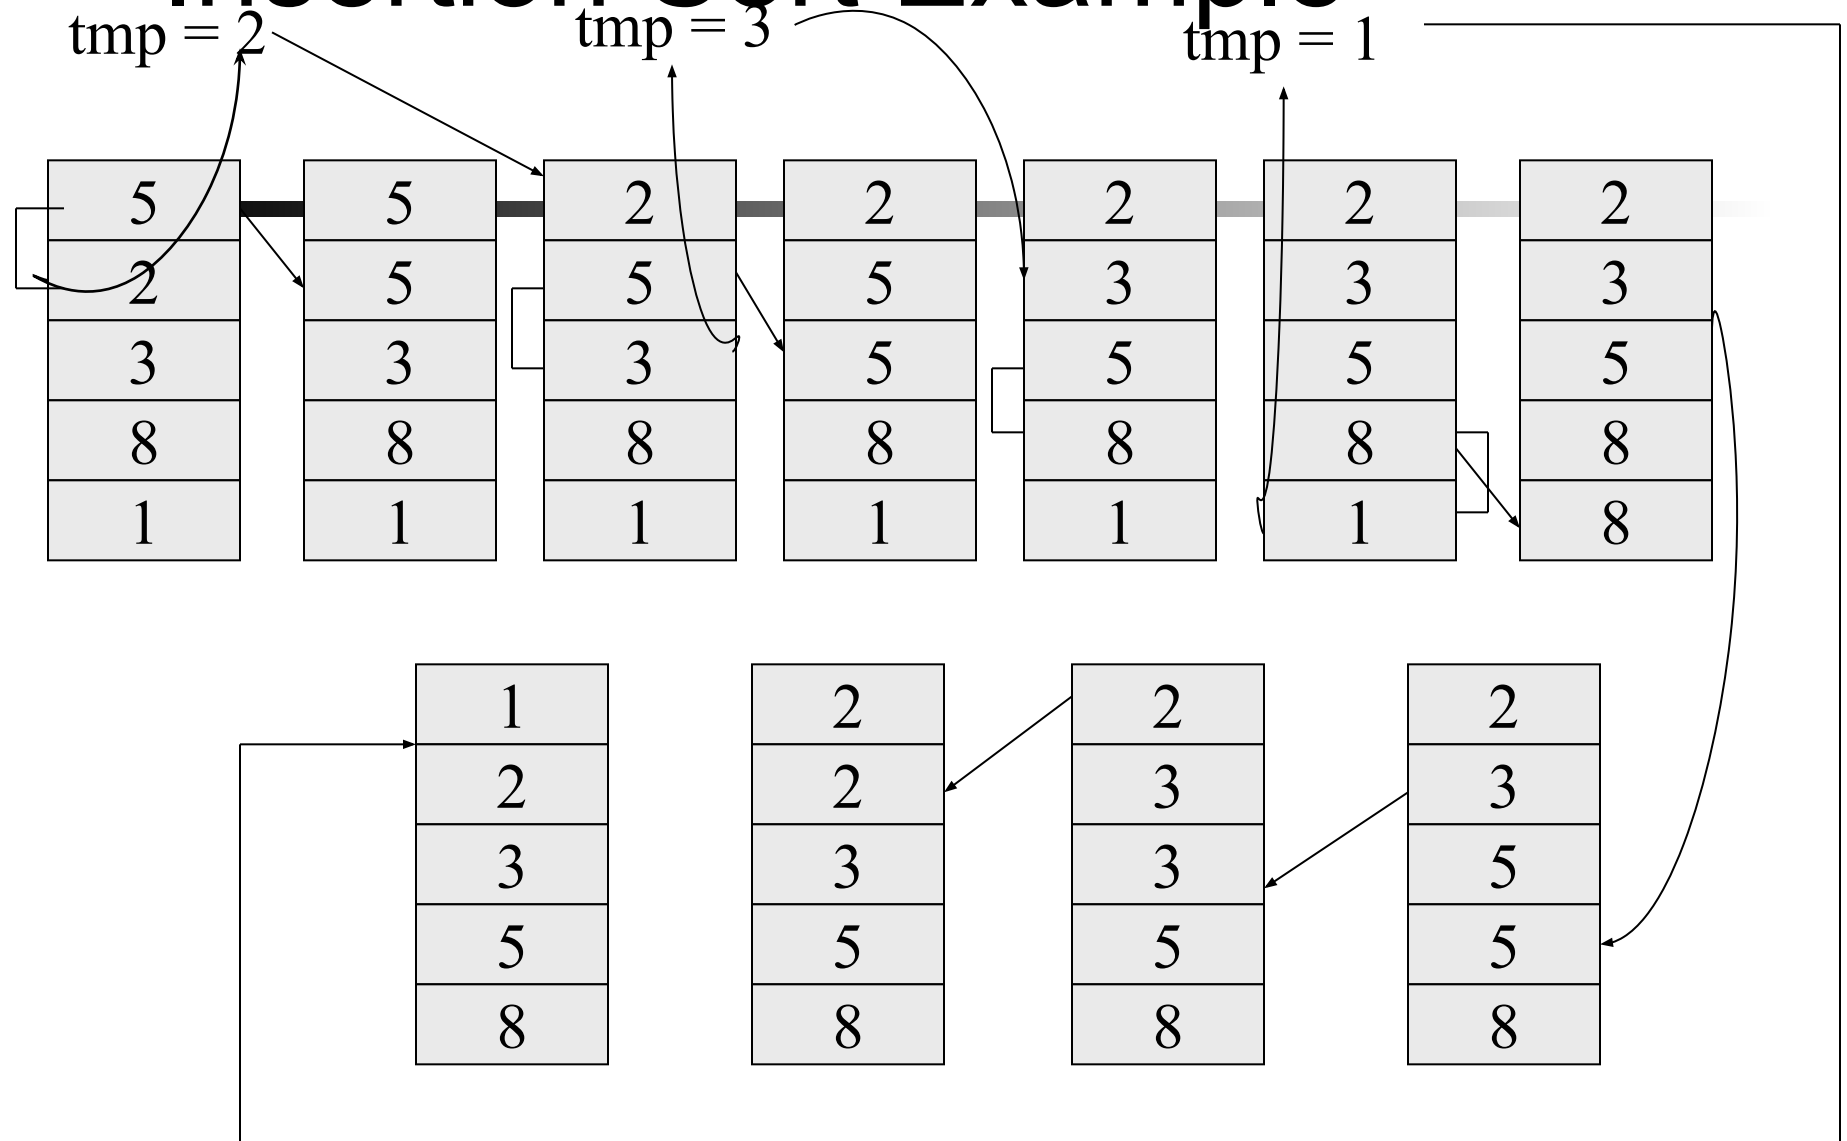 Insertion Sort Example
tmp = 2 tmp = 3 tmp = 1
5 5 2 2 2 2 2
2 5 5 5 3 3 3
3 3 3 5 5 5 5
8 8 8 8 8 8 8
1 1 1 1 1 1 8
1 2 2 2
2 2 3 3
3 3 3 5
5 5 5 5
8 8 8 8